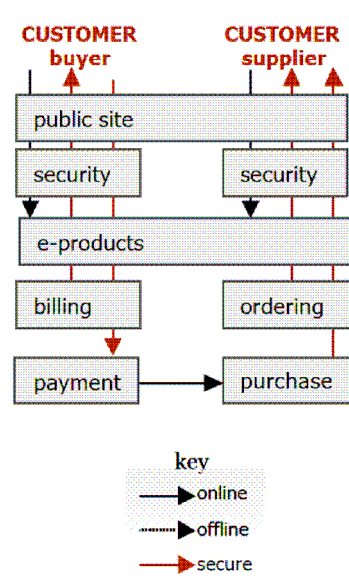 CUSTOMER CUSTOMER
buyer supplier
public site
security security
e-products
billing ordering
payment purchase
key
online
offline
secure